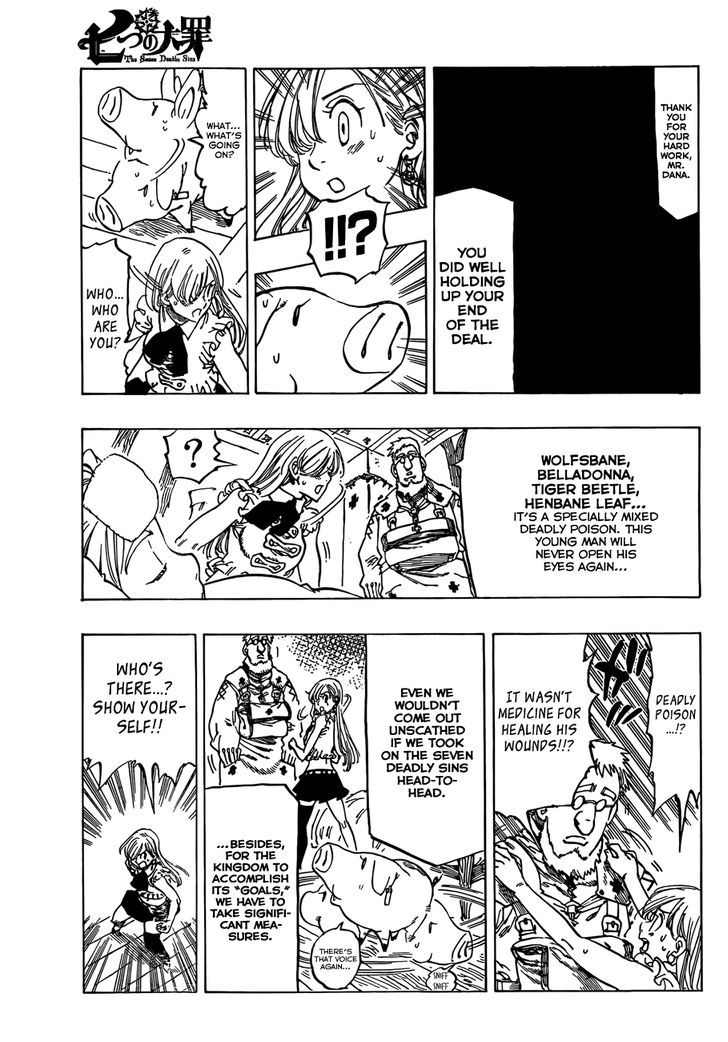 七つの大罪
The Seven Deadly Sins
THANK
YOU
FOR
YOUR
HARD
WORK,
MR.
DANA.
YOU
DID WELL
HOLDING
UP YOUR
END
OF THE
DEAL.
!!?
WHAT...
WHAT'S
GOING
ON?
WHO...
WHO
ARE
YOU?
WOLFSBANE,
BELLADONNA,
TIGER BEETLE,
HENBANE LEAF...
IT'S A SPECIALLY MIXED
DEADLY POISON. THIS
YOUNG MAN WILL
NEVER OPEN HIS
EYES AGAIN...
?
DEADLY
POISON
...!?
IT WASN'T
MEDICINE FOR
HEALING HIS
WOUNDS!!?
EVEN WE
WOULDN'T
COME OUT
UNSCATHED
IF WE TOOK
ON THE SEVEN
DEADLY SINS
HEAD-TO-
HEAD.
...BESIDES,
FOR THE
KINGDOM TO
ACCOMPLISH
ITS "GOALS,"
WE HAVE TO
TAKE SIGNIFI
CANT MEA-
SURES.
THERE'S
THAT VOICE
AGAIN...
SNIFF
SNIFF
WHO'S
THERE...?
SHOW YOUR-
SELF!!